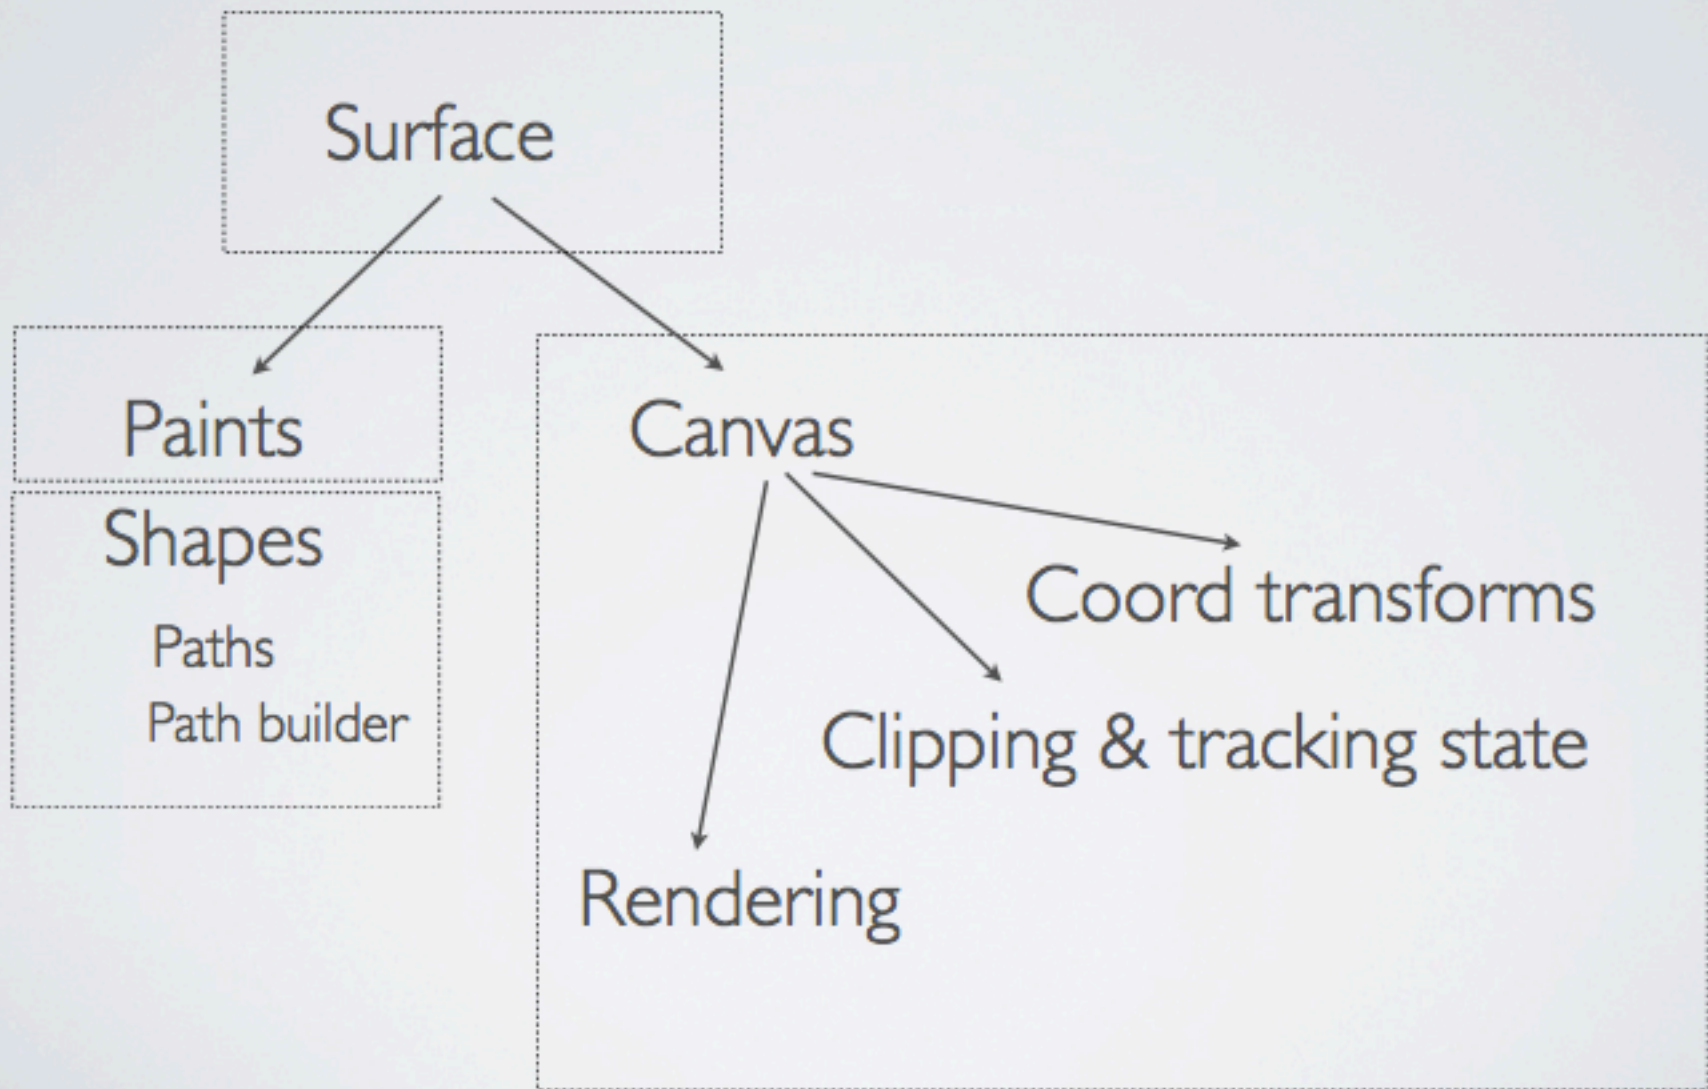 Surface
Paints
Shapes
Paths
Path builder
Canvas
Coord transforms
Clipping & tracking state
Rendering